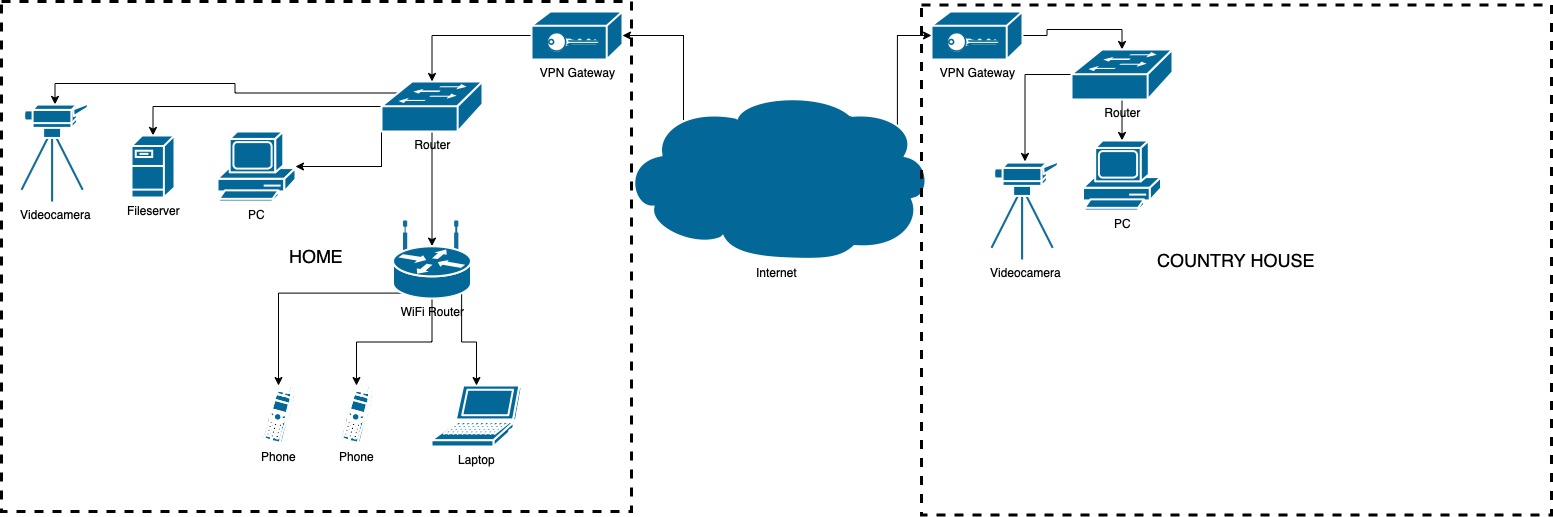 VPN Gateway
Router
Videocamera
Fileserver
PC
HOME
WiFi Router
Phone
Phone
Laptop
Internet
VPN Gateway
Router
PC
Videocamera
COUNTRY HOUSE